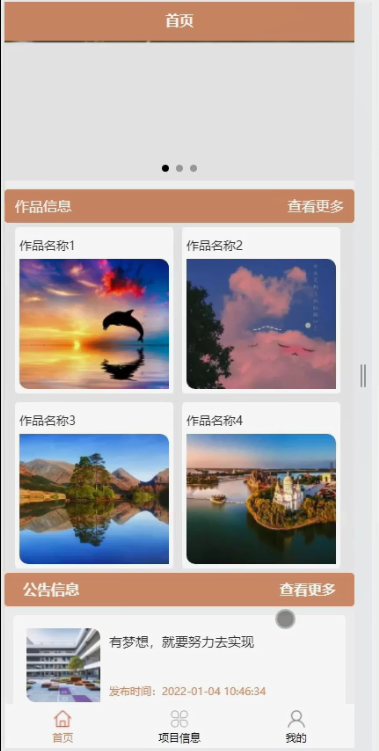 首页
作品信息 查看更多
作品名称1 作品名称2
作品名称3 作品名称4
公告信息 查看更多
有梦想，就要努力去实现
发布时间：2022-01-04 10:46:34
首页 项目信息 我的